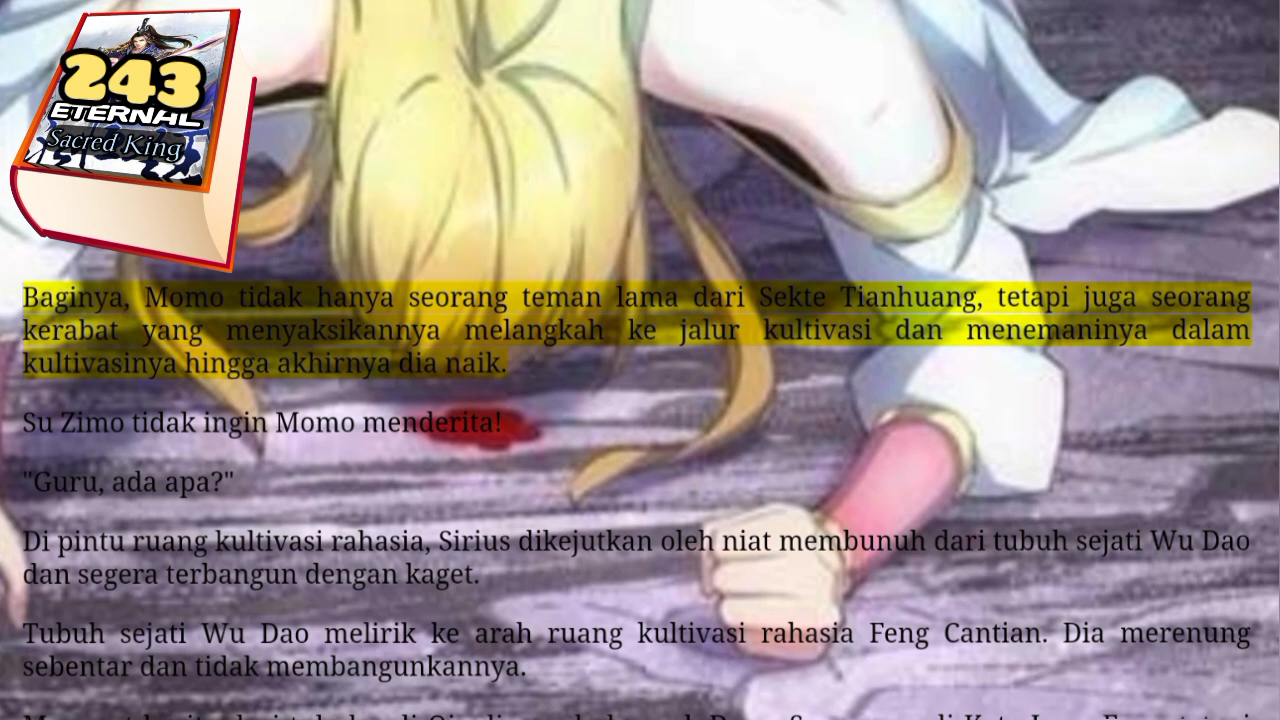 243
ETERNAL
Sacred King
Baginya, Momo tidak hanya seorang teman lama dari Sekte Tianhuang, tetapi juga seorang
kerabat yang menyaksikannya melangkah ke jalur kultivasi dan menemaninya dalam
kultivasinya hingga akhirnya dia naik.
Su Zimo tidak ingin Momo menderita!
"Guru, ada apa?"
Di pintu ruang kultivasi rahasia, Sirius dikejutkan oleh niat membunuh dari tubuh sejati Wu Dao
dan segera terbangun dengan kaget.
Tubuh sejati Wu Dao melirik ke arah ruang kultivasi rahasia Feng Cantian. Dia merenung
sebentar dan tidak membangunkannya.